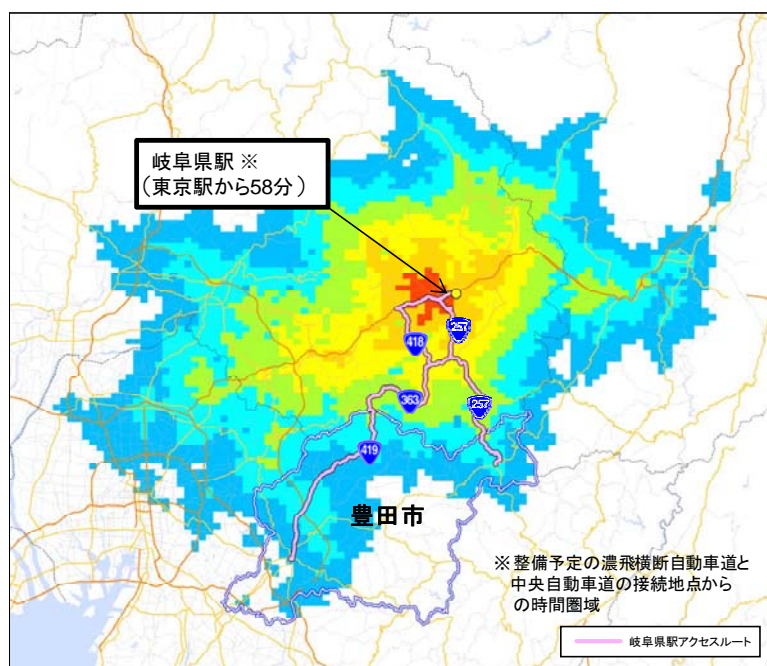 岐阜県駅 ※
（東京駅から58分）
257
418
363
257
419
豊田市
※整備予定の濃飛横断自動車道と
中央自動車道の接続地点から
の時間圏域
岐阜県駅アクセスルート